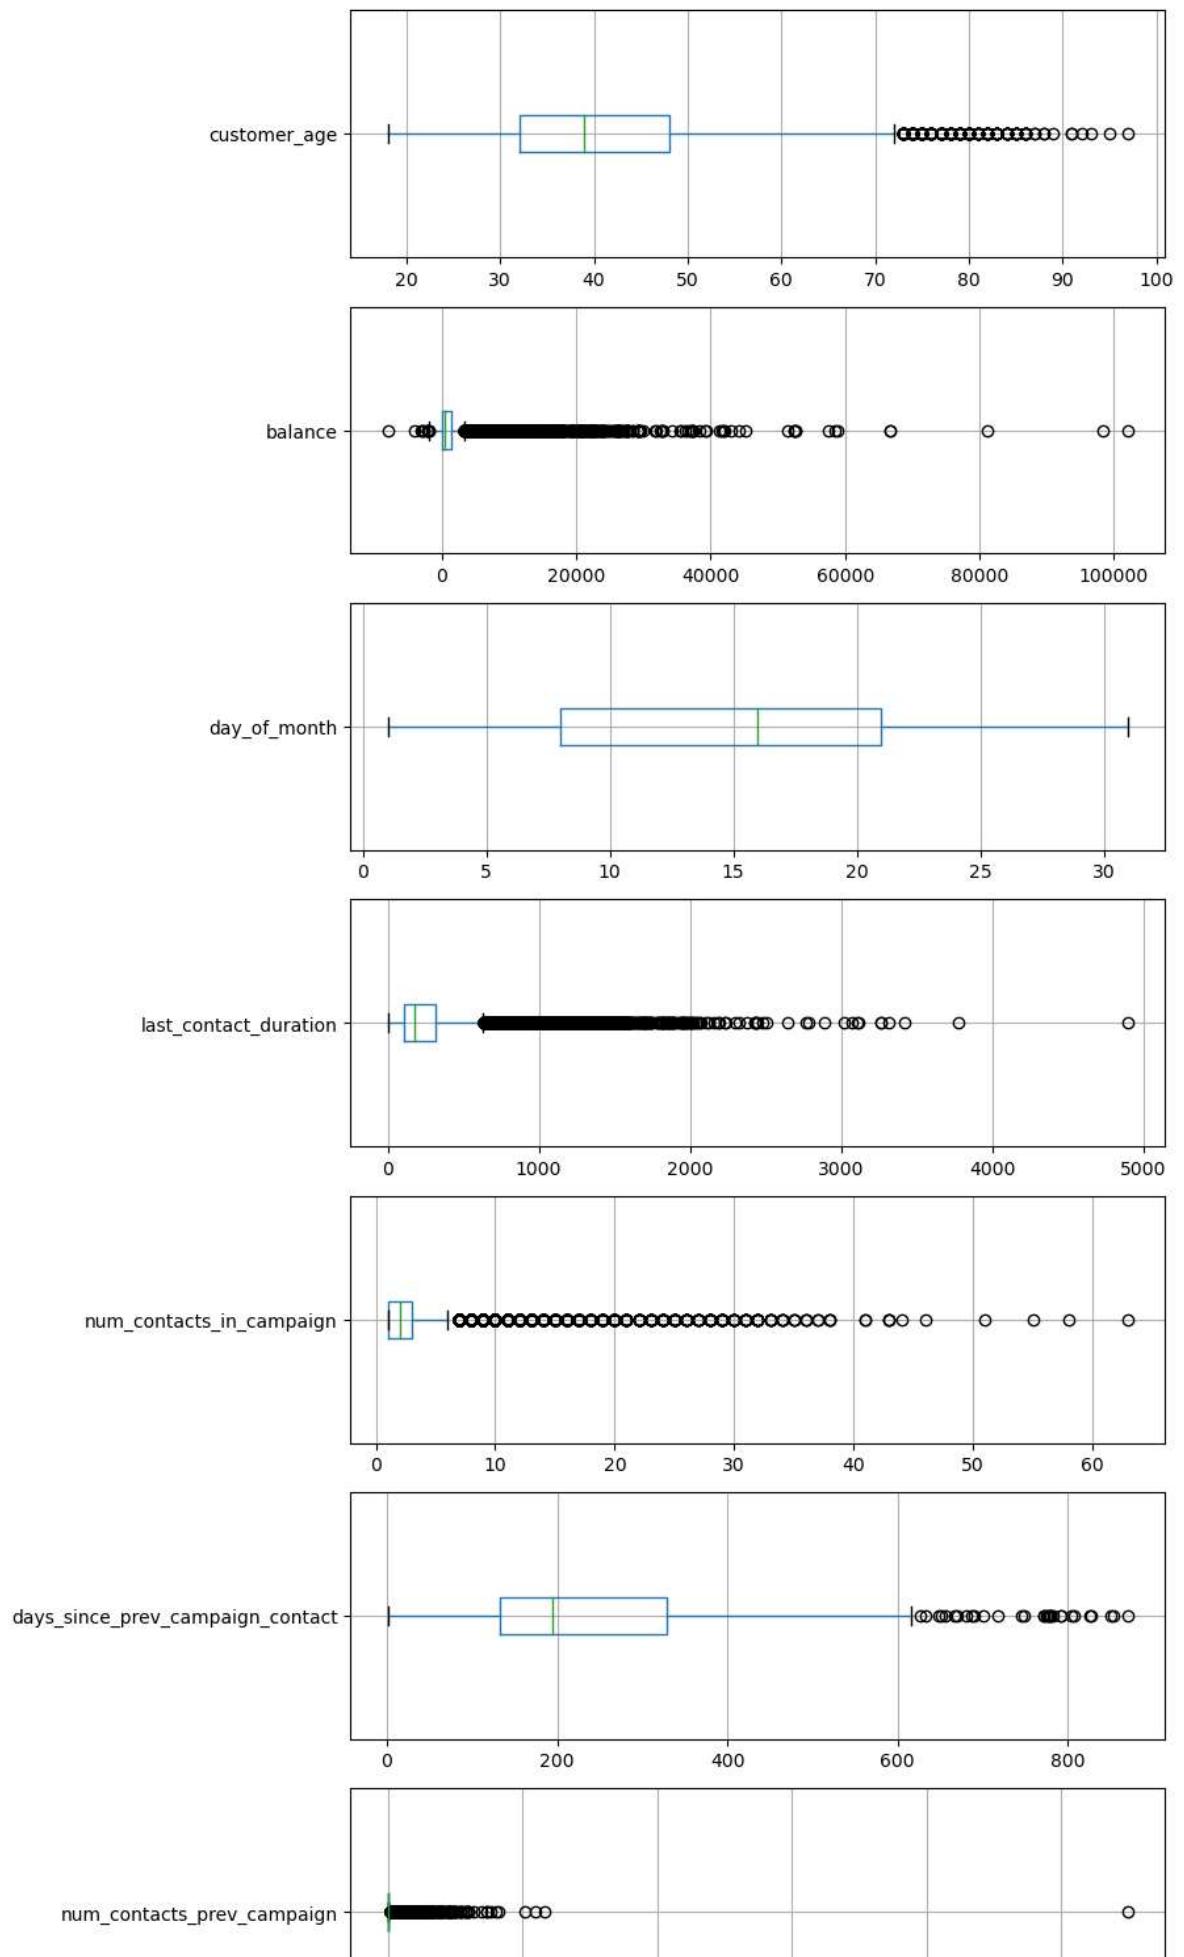 customer_age
20 30 40 50 60 70 80 90 100
balance
0 20000 40000 60000 80000 100000
day_of_month
0 5 10 15 20 25 30
last_contact_duration
0 1000 2000 3000 4000 5000
num_contacts_in_campaign
0 10 20 30 40 50 60
days_since_prev_campaign_contact
0 200 400 600 800
num_contacts_prev_campaign